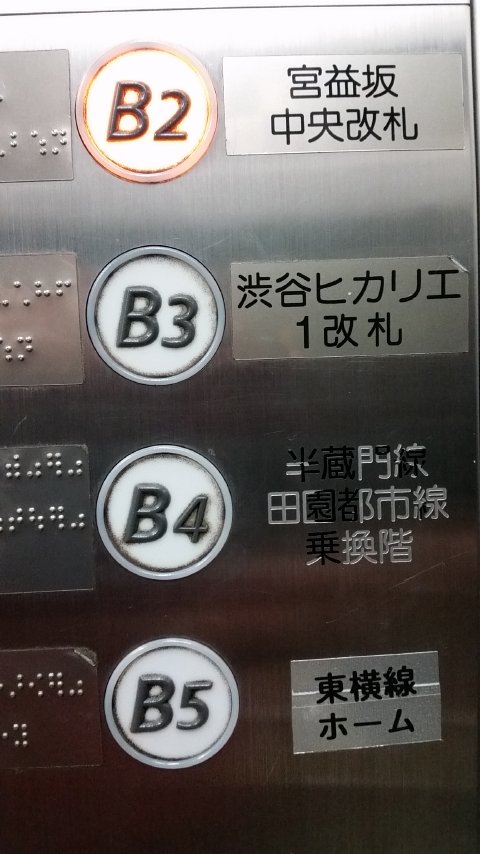 B2
宮益坂
中央改札
B3
渋谷ヒカリエ
1改札
B4
半蔵門線
田園都市線
乗換階
B5
東横線
ホーム